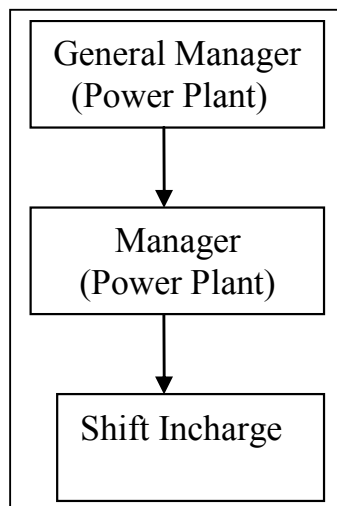 General Manager
(Power Plant)
Manager
(Power Plant)
Shift Incharge